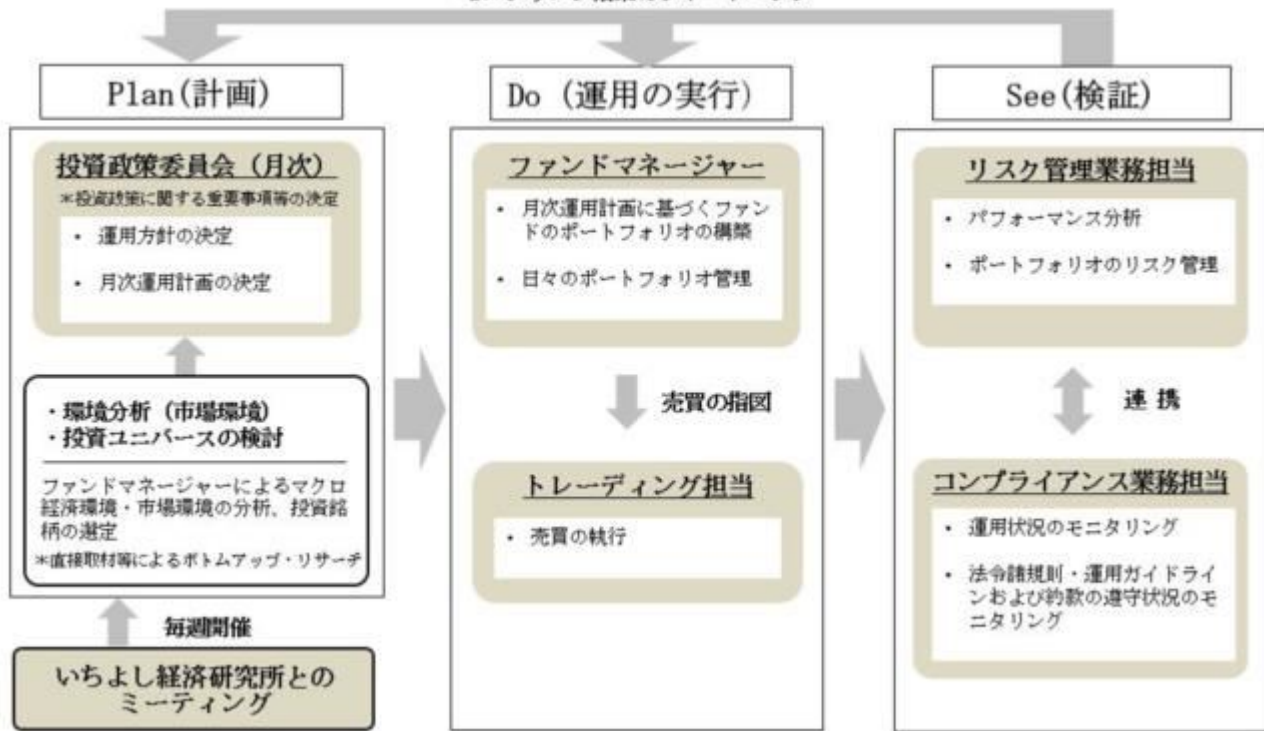 Plan(計画)
投資政策委員会（月次）
＊投資政策に関する重要事項等の決定
・ 運用方針の決定
・ 月次運用計画の決定
・環境分析（市場環境）
・投資ユニバースの検討
ファンドマネージャーによるマクロ
経済環境・市場環境の分析、投資銘
柄の選定
＊直接取材等によるボトムアップ・リサーチ
毎週開催
いちよし経済研究所との
ミーティング
Do（運用の実行）
ファンドマネージャー
・ 月次運用計画に基づくファン
ドのポートフォリオの構築
・ 日々のポートフォリオ管理
売買の指図
トレーディング担当
・ 売買の執行
See(検証)
リスク管理業務担当
・ パフォーマンス分析
・ ポートフォリオのリスク管理
連 携
コンプライアンス業務担当
・ 運用状況のモニタリング
・ 法令諸規則・運用ガイドライ
ンおよび約款の遵守状況のモ
ニタリング